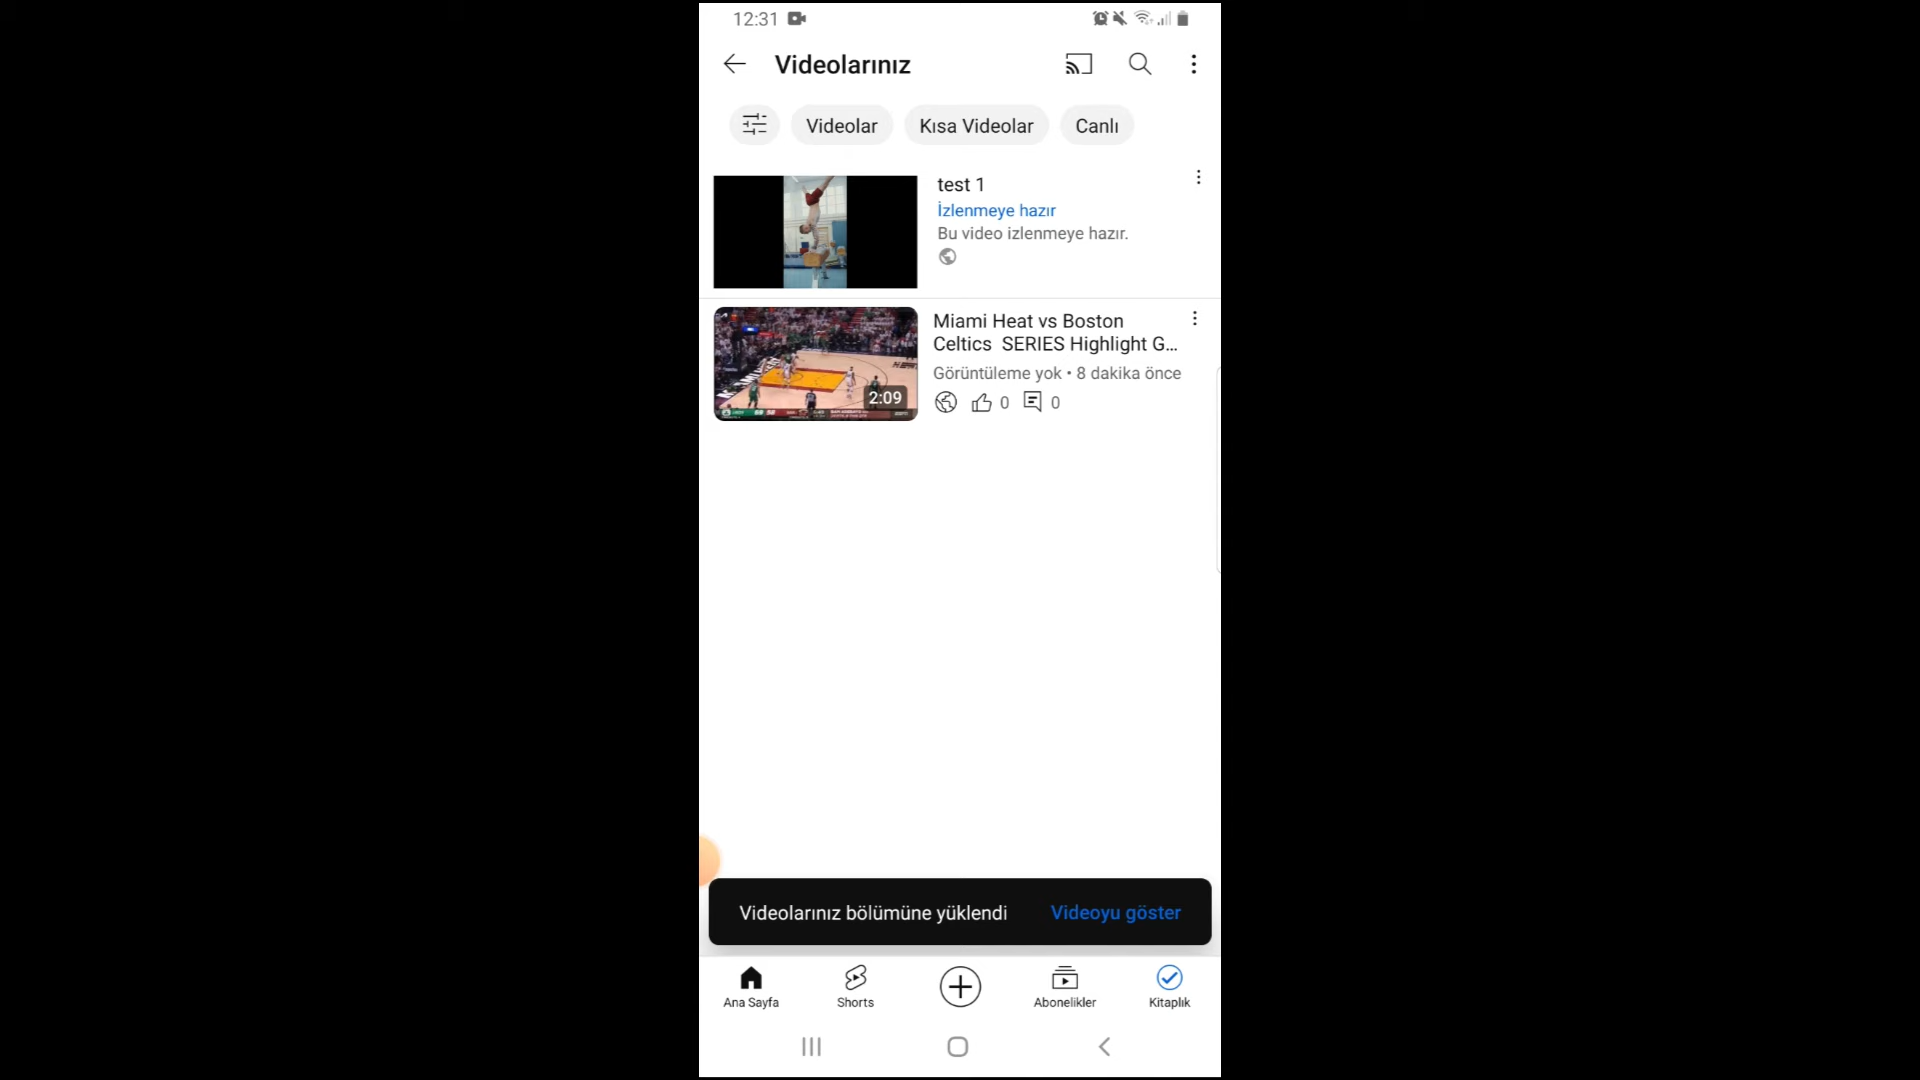 12:31
Videolarınız
Videolar
Kısa Videolar
Canlı
test 1
İzlenmeye hazır
Bu video izlenmeye hazır.
2:09
Miami Heat vs Boston
Celtics SERIES Highlight G...
Görüntüleme yok • 8 dakika önce
0
0
Videolarınız bölümüne yüklendi
Videoyu göster
Ana Sayfa
Shorts
Abonelikler
Kitaplık